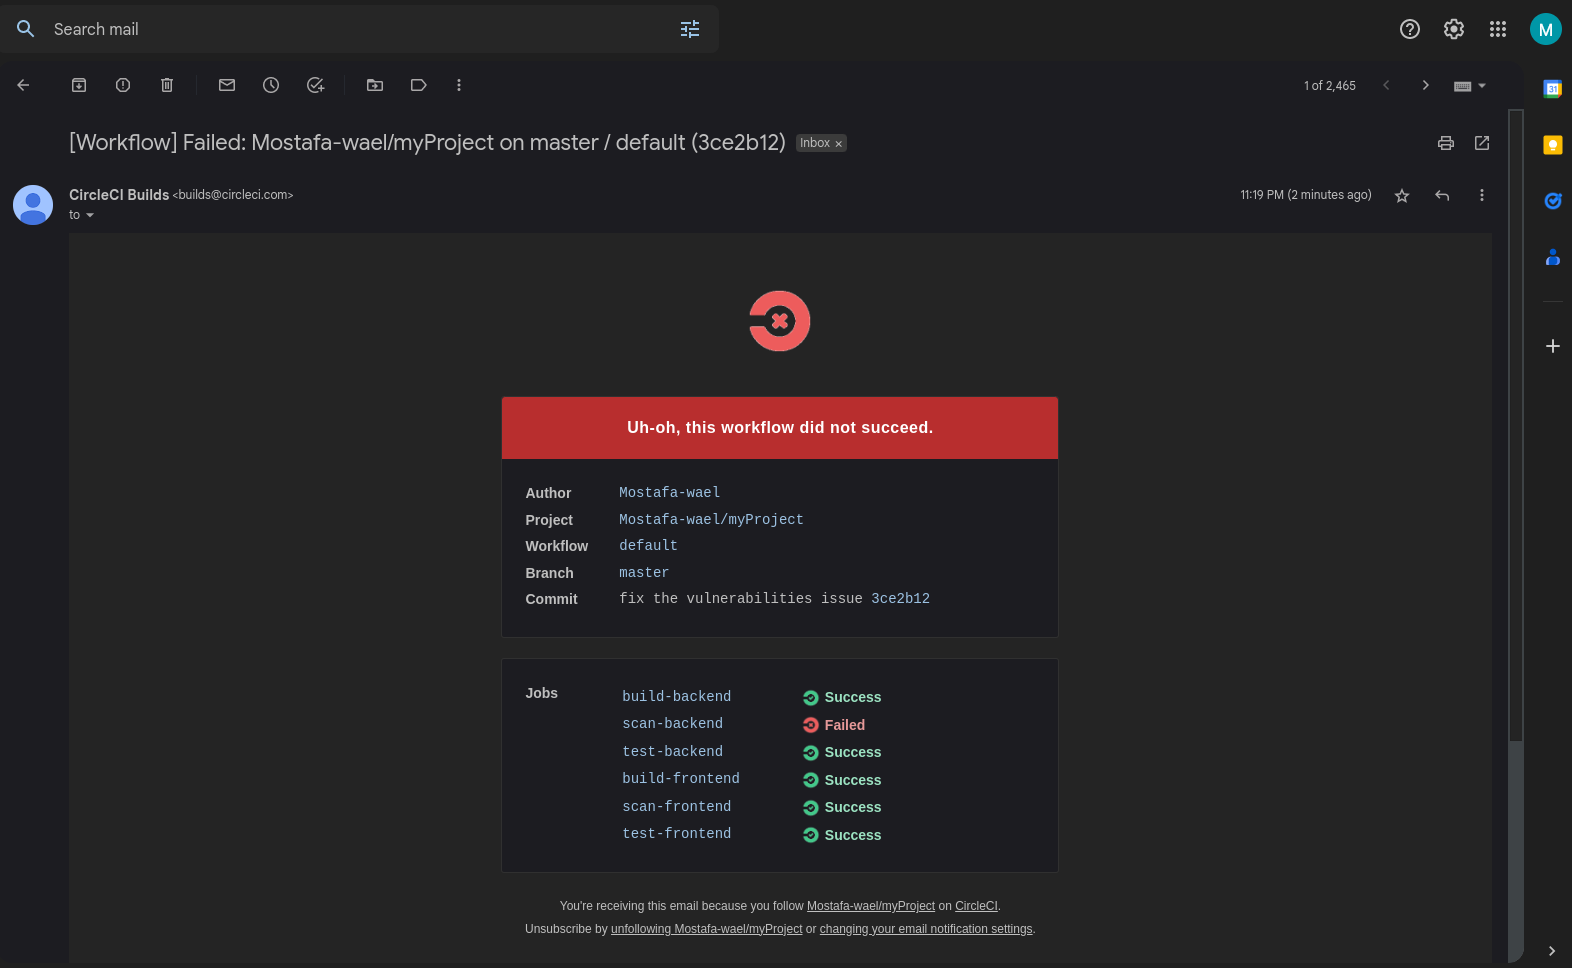 Search mail
M
1 of 2,465
31
[Workflow] Failed: Mostafa-wael/myProject on master / default (3ce2b12) Inbox ×
CircleCI Builds <builds@circleci.com>
11:19 PM (2 minutes ago)
to
Uh-oh, this workflow did not succeed.
Author Mostafa-wael
Project Mostafa-wael/myProject
Workflow default
Branch master
Commit fix the vulnerabilities issue 3ce2b12
Jobs build-backend Success
scan-backend Failed
test-backend Success
build-frontend Success
scan-frontend Success
test-frontend Success
You're receiving this email because you follow Mostafa-wael/myProject on CircleCI.
Unsubscribe by unfollowing Mostafa-wael/myProject or changing your email notification settings.